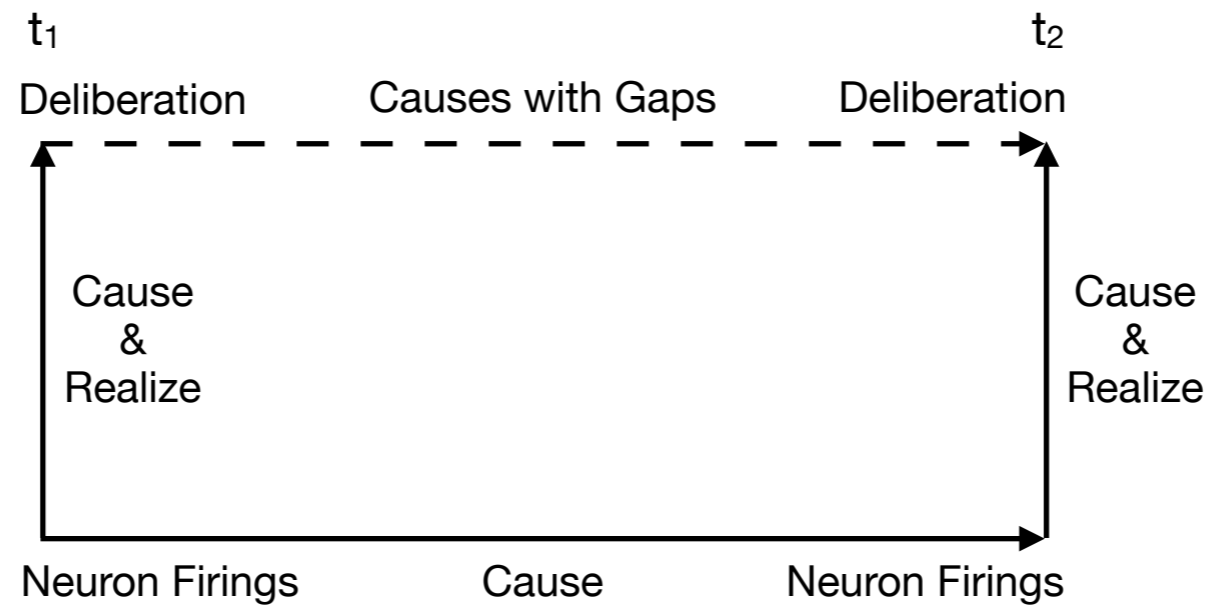 t₁
t₂
Deliberation
Causes with Gaps
Deliberation
Cause
&
Realize
Cause
&
Realize
Neuron Firings
Cause
Neuron Firings